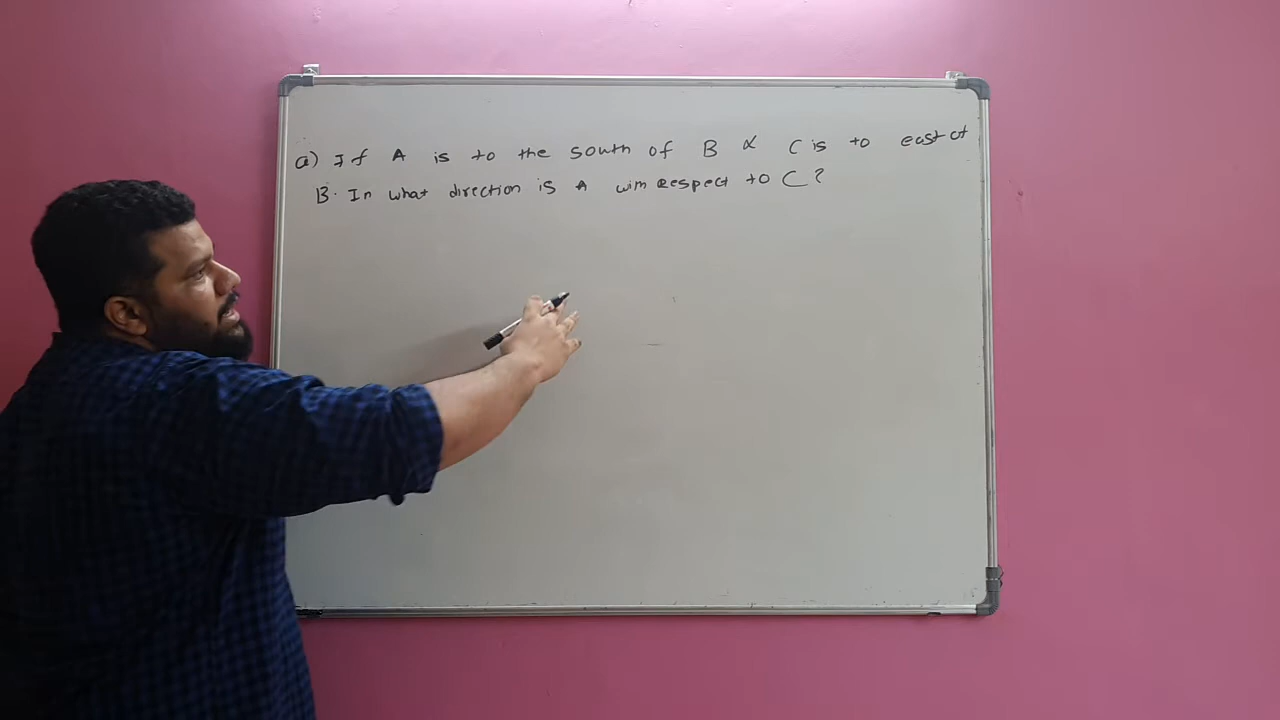 a) If A is to the south of B & C is to east of
B. In what direction is A with respect to C?